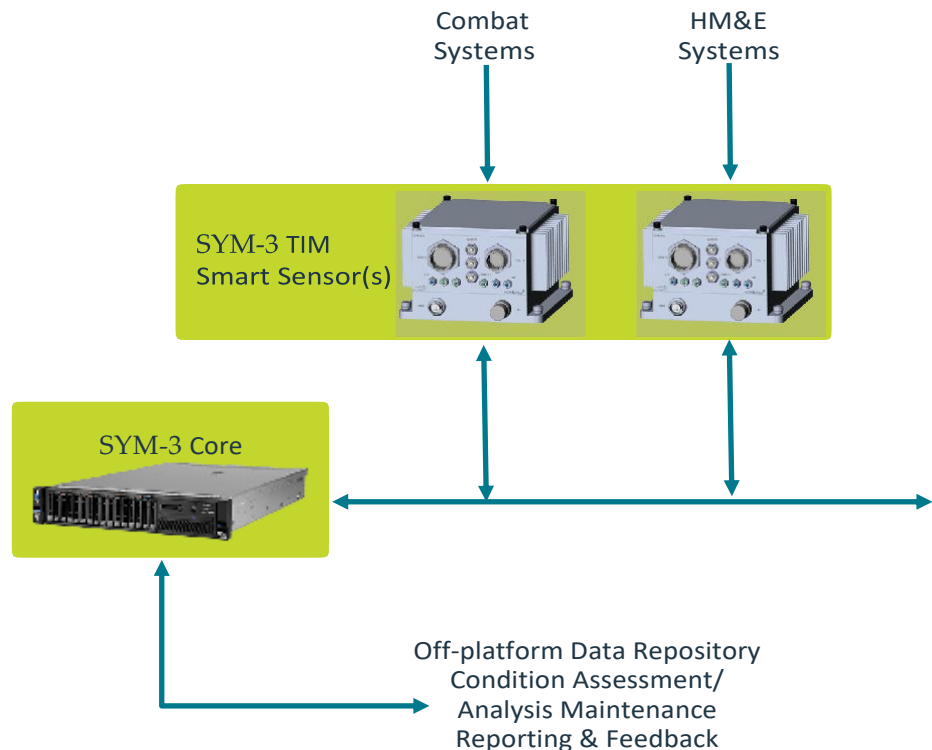 Combat
Systems
HM&E
Systems
SYM-3 TIM
Smart Sensor(s)
SYM-3 Core
Off-platform Data Repository
Condition Assessment/
Analysis Maintenance
Reporting & Feedback